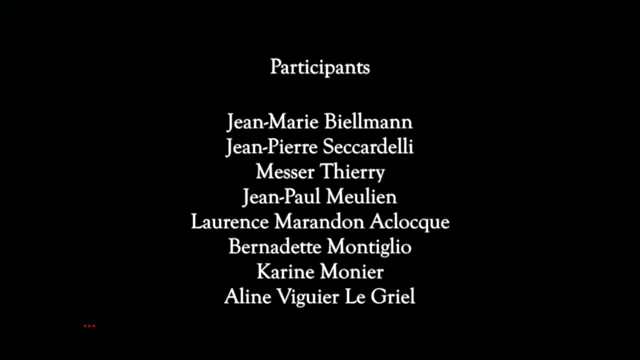 Participants
Jean-Marie Biellmann
Jean-Pierre Seccardelli
Messer Thierry
Jean-Paul Meulien
Laurence Marandon Aclocque
Bernadette Montiglio
Karine Monier
Aline Viguier Le Griel
...